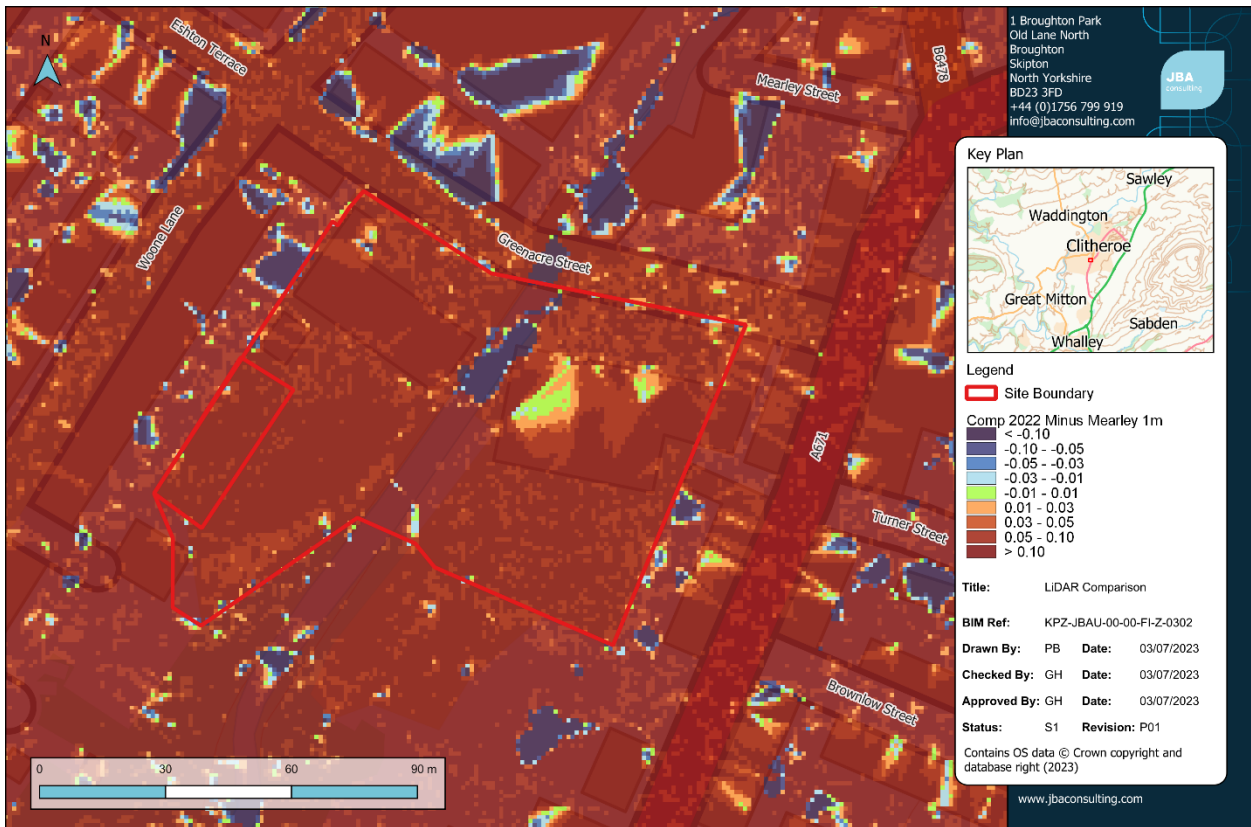 Eshton Terrace
N
Woone Lane
Greenacre Street
Mearley Street
B6478
A671
Turner Street
Brownlow Street
0 30 60 90 m
1 Broughton Park
Old Lane North
Broughton
Skipton
North Yorkshire
BD23 3FD
+44 (0)1756 799 919
info@jbaconsulting.com
JBA
consulting
Key Plan
Sawley
Waddington
Clitheroe
Great Mitton
Sabden
Whalley
Legend
Site Boundary
Comp 2022 Minus Mearley 1m
< -0.10
-0.10 - -0.05
-0.05 - -0.03
-0.03 - -0.01
-0.01 - 0.01
0.01 - 0.03
0.03 - 0.05
0.05 - 0.10
> 0.10
Title: LiDAR Comparison
BIM Ref: KPZ-JBAU-00-00-FI-Z-0302
Drawn By: PB Date: 03/07/2023
Checked By: GH Date: 03/07/2023
Approved By: GH Date: 03/07/2023
Status: S1 Revision: P01
Contains OS data © Crown copyright and
database right (2023)
www.jbaconsulting.com